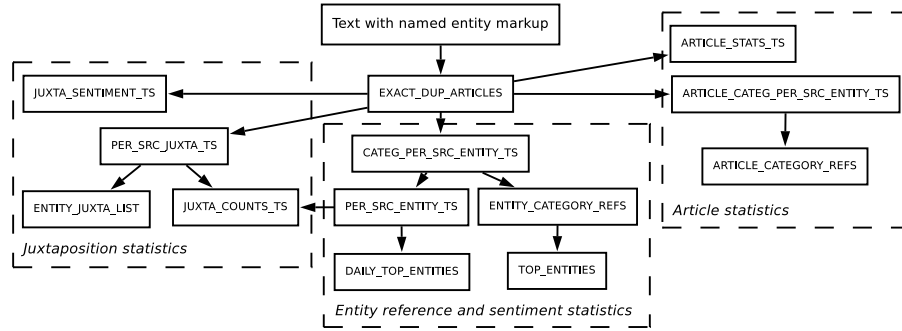 Text with named entity markup
ARTICLE_STATS_TS
JUXTA_SENTIMENT_TS
EXACT_DUP_ARTICLES
ARTICLE_CATEG_PER_SRC_ENTITY_TS
PER_SRC_JUXTA_TS
CATEG_PER_SRC_ENTITY_TS
ARTICLE_CATEGORY_REFS
ENTITY_JUXTA_LIST
JUXTA_COUNTS_TS
PER_SRC_ENTITY_TS
ENTITY_CATEGORY_REFS
Article statistics
Juxtaposition statistics
DAILY_TOP_ENTITIES
TOP_ENTITIES
Entity reference and sentiment statistics